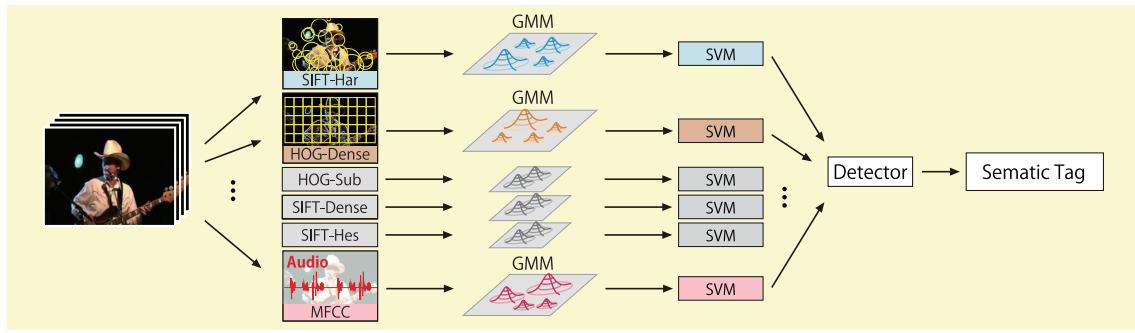 GMM
SIFT-Har
SVM
GMM
HOG-Dense
SVM
HOG-Sub
SVM
Detector
Sematic Tag
SIFT-Dense
SVM
SIFT-Hes
SVM
GMM
Audio
MFCC
SVM